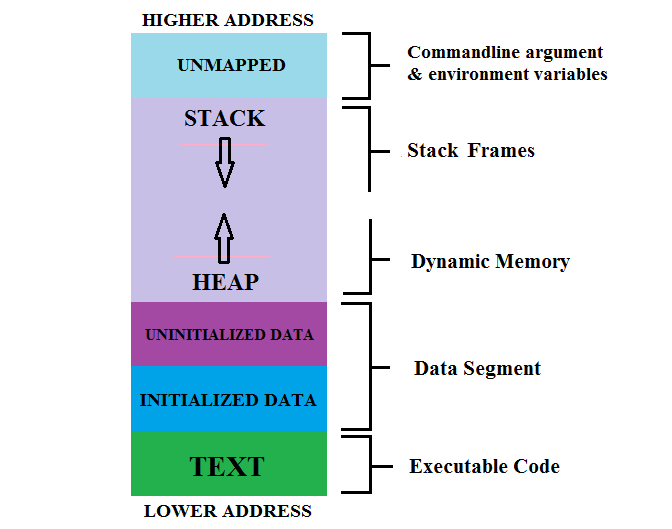 HIGHER ADDRESS
UNMAPPED
Commandline argument
& environment variables
STACK
Stack Frames
HEAP
Dynamic Memory
UNINITIALIZED DATA
INITIALIZED DATA
Data Segment
TEXT
Executable Code
LOWER ADDRESS